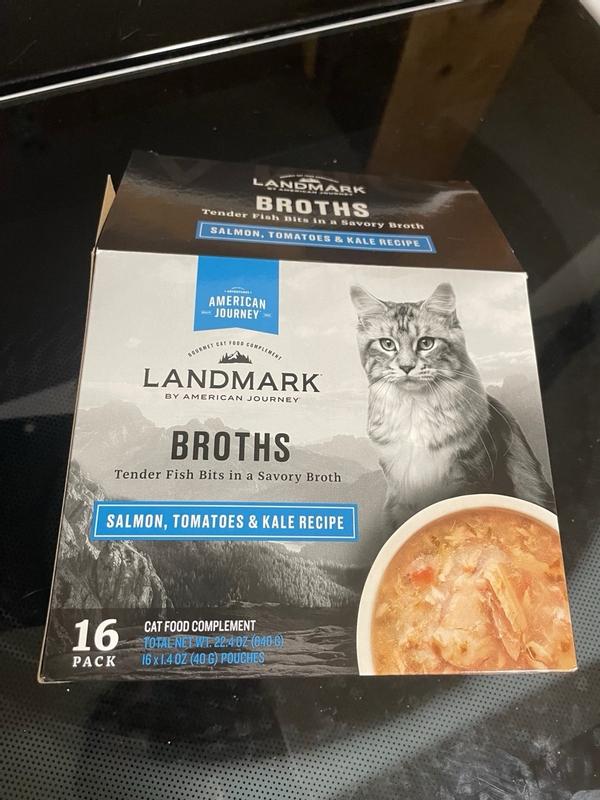 LANDMARK
BY AMERICAN JOURNEY
BROTHS
Tender Fish Bits in a Savory Broth
SALMON, TOMATOES & KALE RECIPE
AMERICAN
JOURNEY
GOURMET CAT FOOD COMPLEMENT
LANDMARK
BY AMERICAN JOURNEY
BROTHS
Tender Fish Bits in a Savory Broth
SALMON, TOMATOES & KALE RECIPE
16
PACK
CAT FOOD COMPLEMENT
TOTAL NET WT. 22.4 OZ (640 G)
16 x 1.4 OZ (40 G) POUCHES